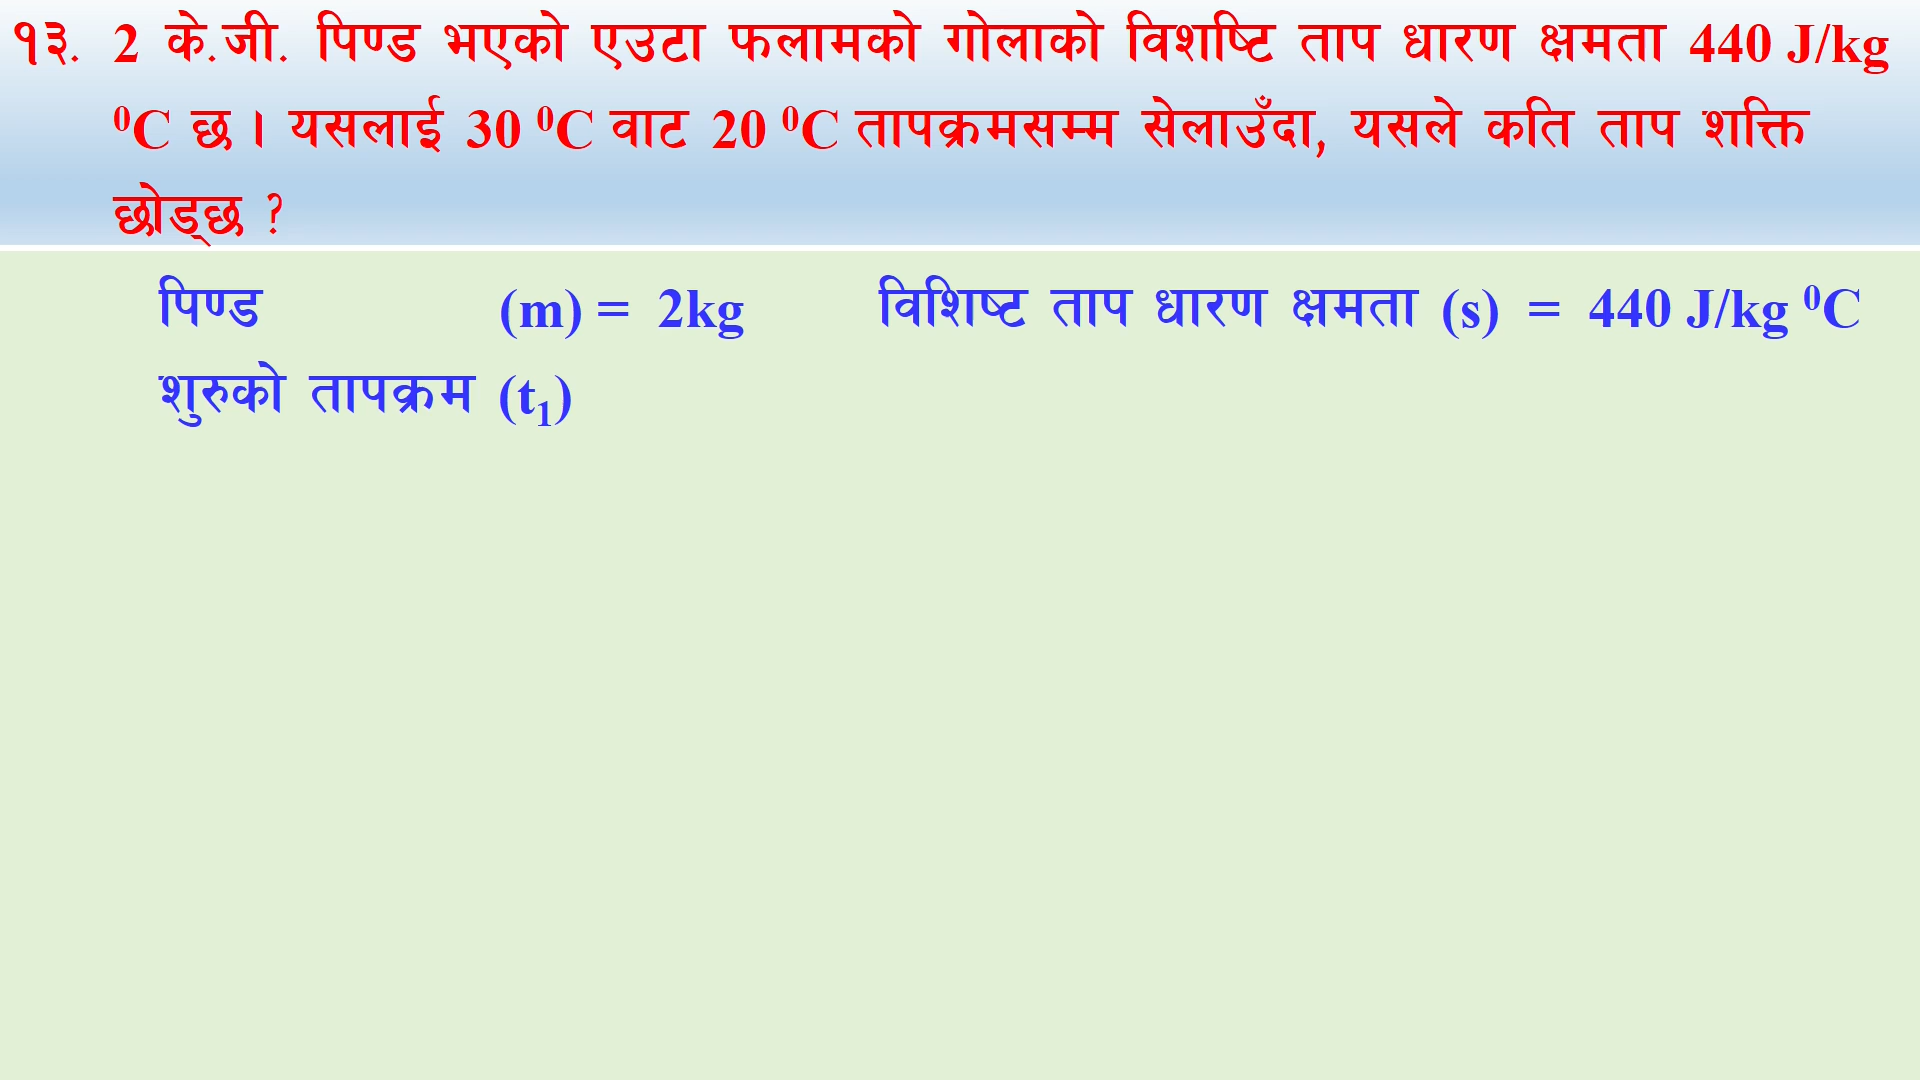 १३. 2 के.जी. पिण्ड भएको एउटा फलामको गोलाको विशष्टि ताप धारण क्षमता 440 J/kg
⁰C छ । यसलाई 30 ⁰C वाट 20 ⁰C तापक्रमसम्म सेलाउँदा, यसले कति ताप शक्ति
छोड्छ ?
पिण्ड (m) = 2kg विशिष्ट ताप धारण क्षमता (s) = 440 J/kg ⁰C
शुरुको तापक्रम (t₁)